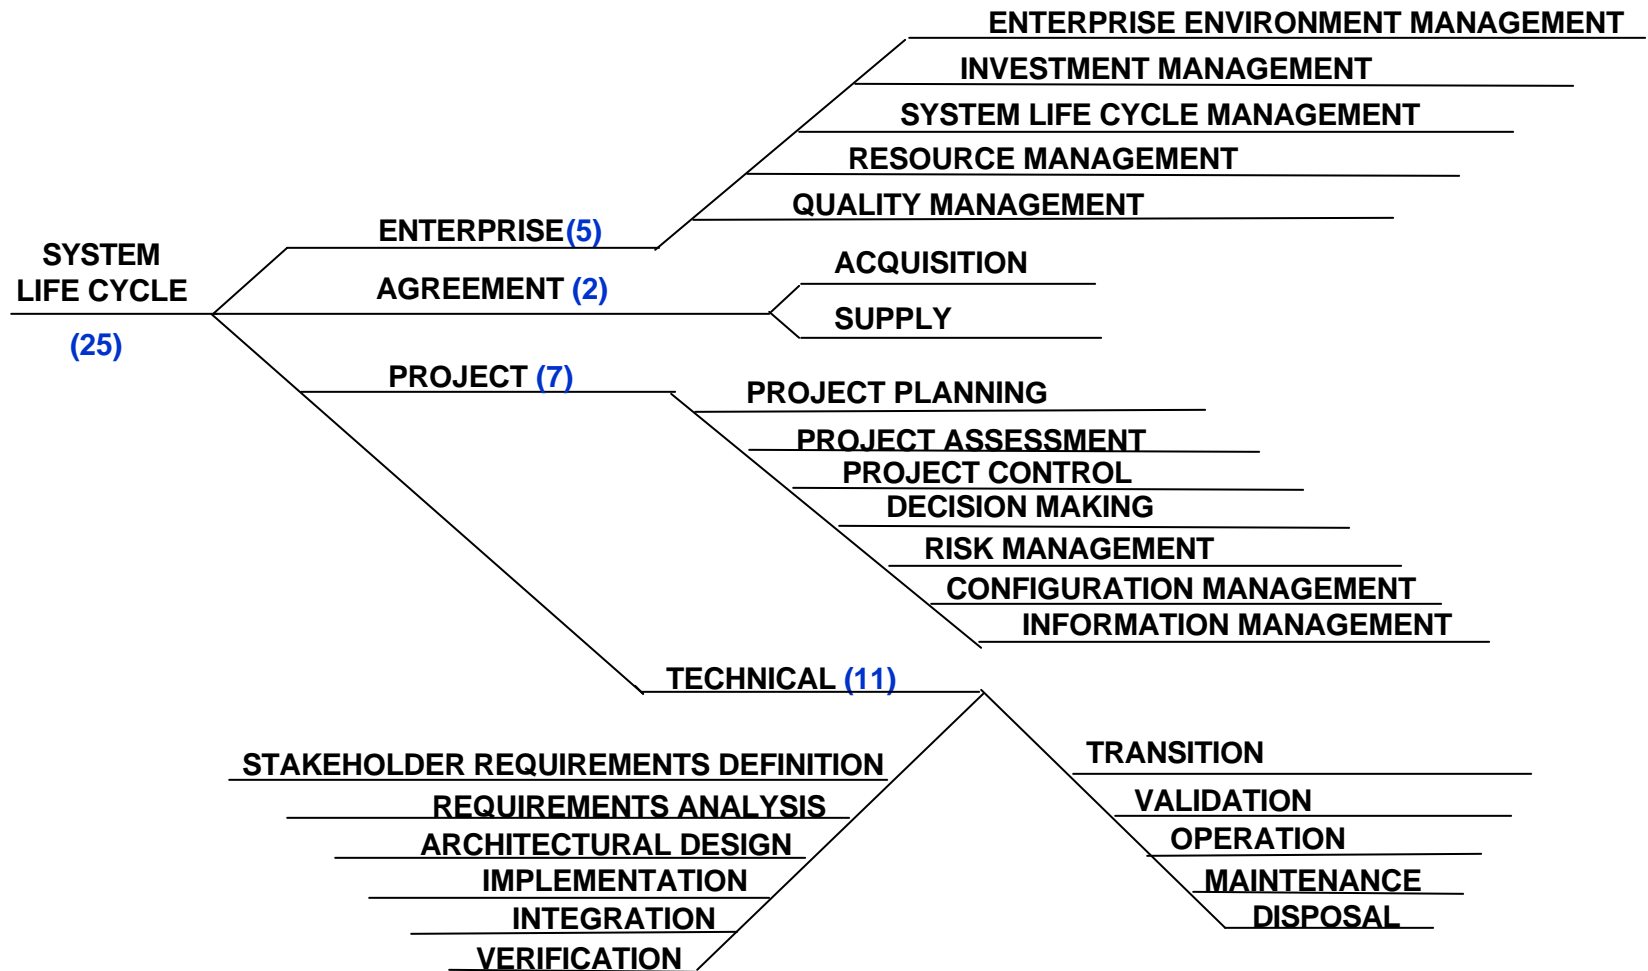 ENTERPRISE ENVIRONMENT MANAGEMENT
INVESTMENT MANAGEMENT
SYSTEM LIFE CYCLE MANAGEMENT
RESOURCE MANAGEMENT
QUALITY MANAGEMENT
ENTERPRISE (5)
SYSTEM
LIFE CYCLE
(25)
AGREEMENT (2)
ACQUISITION
SUPPLY
PROJECT (7)
PROJECT PLANNING
PROJECT ASSESSMENT
PROJECT CONTROL
DECISION MAKING
RISK MANAGEMENT
CONFIGURATION MANAGEMENT
INFORMATION MANAGEMENT
TECHNICAL (11)
STAKEHOLDER REQUIREMENTS DEFINITION
REQUIREMENTS ANALYSIS
ARCHITECTURAL DESIGN
IMPLEMENTATION
INTEGRATION
VERIFICATION
TRANSITION
VALIDATION
OPERATION
MAINTENANCE
DISPOSAL